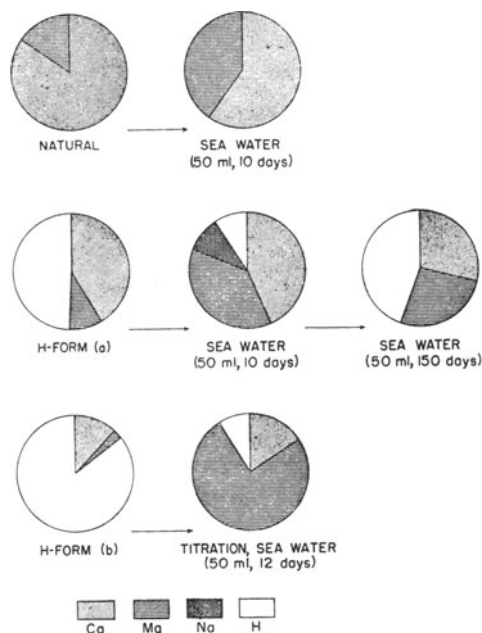 NATURAL
SEA WATER
(50 ml, 10 days)
H-FORM (a)
SEA WATER
(50 ml, 10 days)
SEA WATER
(50 ml, 150 days)
H-FORM (b)
TITRATION, SEA WATER
(50 ml, 12 days)
Ca
Mg
Na
H